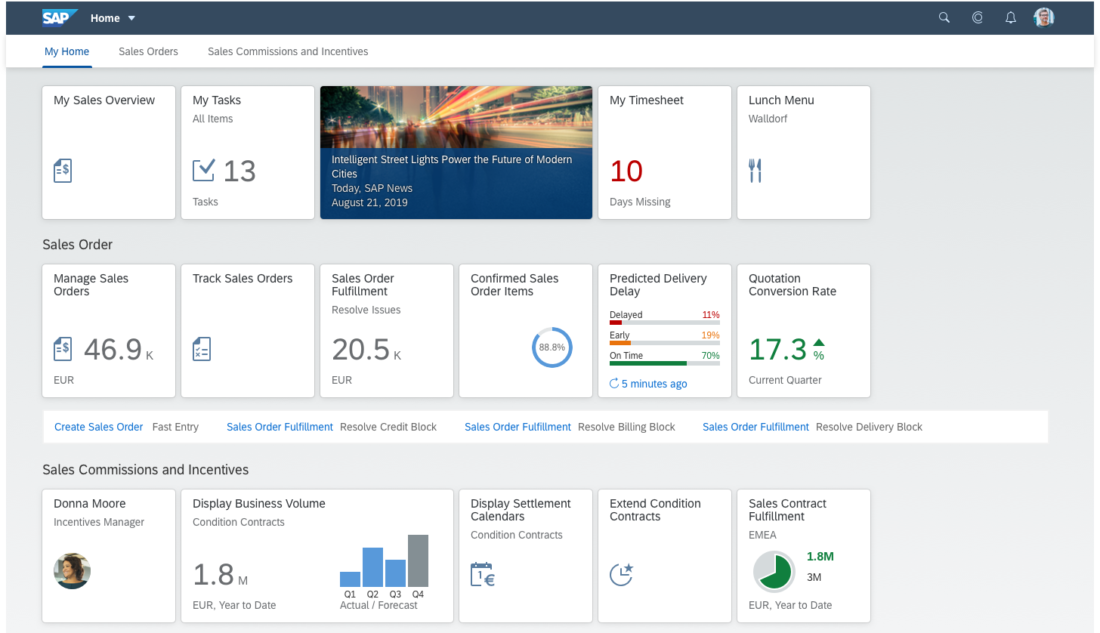 SAP Home
My Home Sales Orders Sales Commissions and Incentives
My Sales Overview
My Tasks
All Items
13
Tasks
Intelligent Street Lights Power the Future of Modern
Cities
Today, SAP News
August 21, 2019
My Timesheet
10
Days Missing
Lunch Menu
Walldorf
Sales Order
Manage Sales
Orders
$
46.9 K
EUR
Track Sales Orders
Sales Order
Fulfillment
Resolve Issues
20.5 K
EUR
Confirmed Sales
Order Items
88.8%
Predicted Delivery
Delay
Delayed 11%
Early 19%
On Time 70%
5 minutes ago
Quotation
Conversion Rate
17.3 %
Current Quarter
Create Sales Order Fast Entry Sales Order Fulfillment Resolve Credit Block Sales Order Fulfillment Resolve Billing Block Sales Order Fulfillment Resolve Delivery Block
Sales Commissions and Incentives
Donna Moore
Incentives Manager
Display Business Volume
Condition Contracts
1.8 M
EUR, Year to Date
Q1 Q2 Q3 Q4
Actual / Forecast
Display Settlement
Calendars
Condition Contracts
1 €
Extend Condition
Contracts
Sales Contract
Fulfillment
EMEA
1.8M
3M
EUR, Year to Date